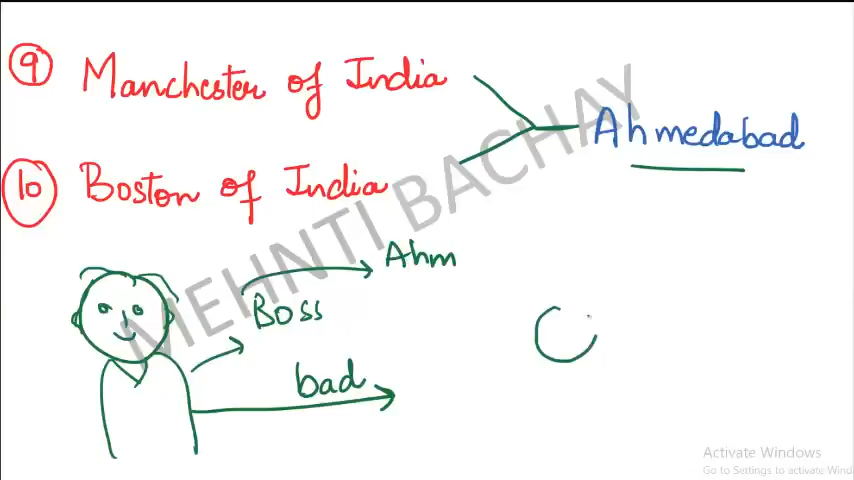 9 Manchester of India
Ahmedabad
10 Boston of India
MEHNTI BACHAY
Ahm
Boss
bad
Activate Windows
Go to Settings to activate Wind